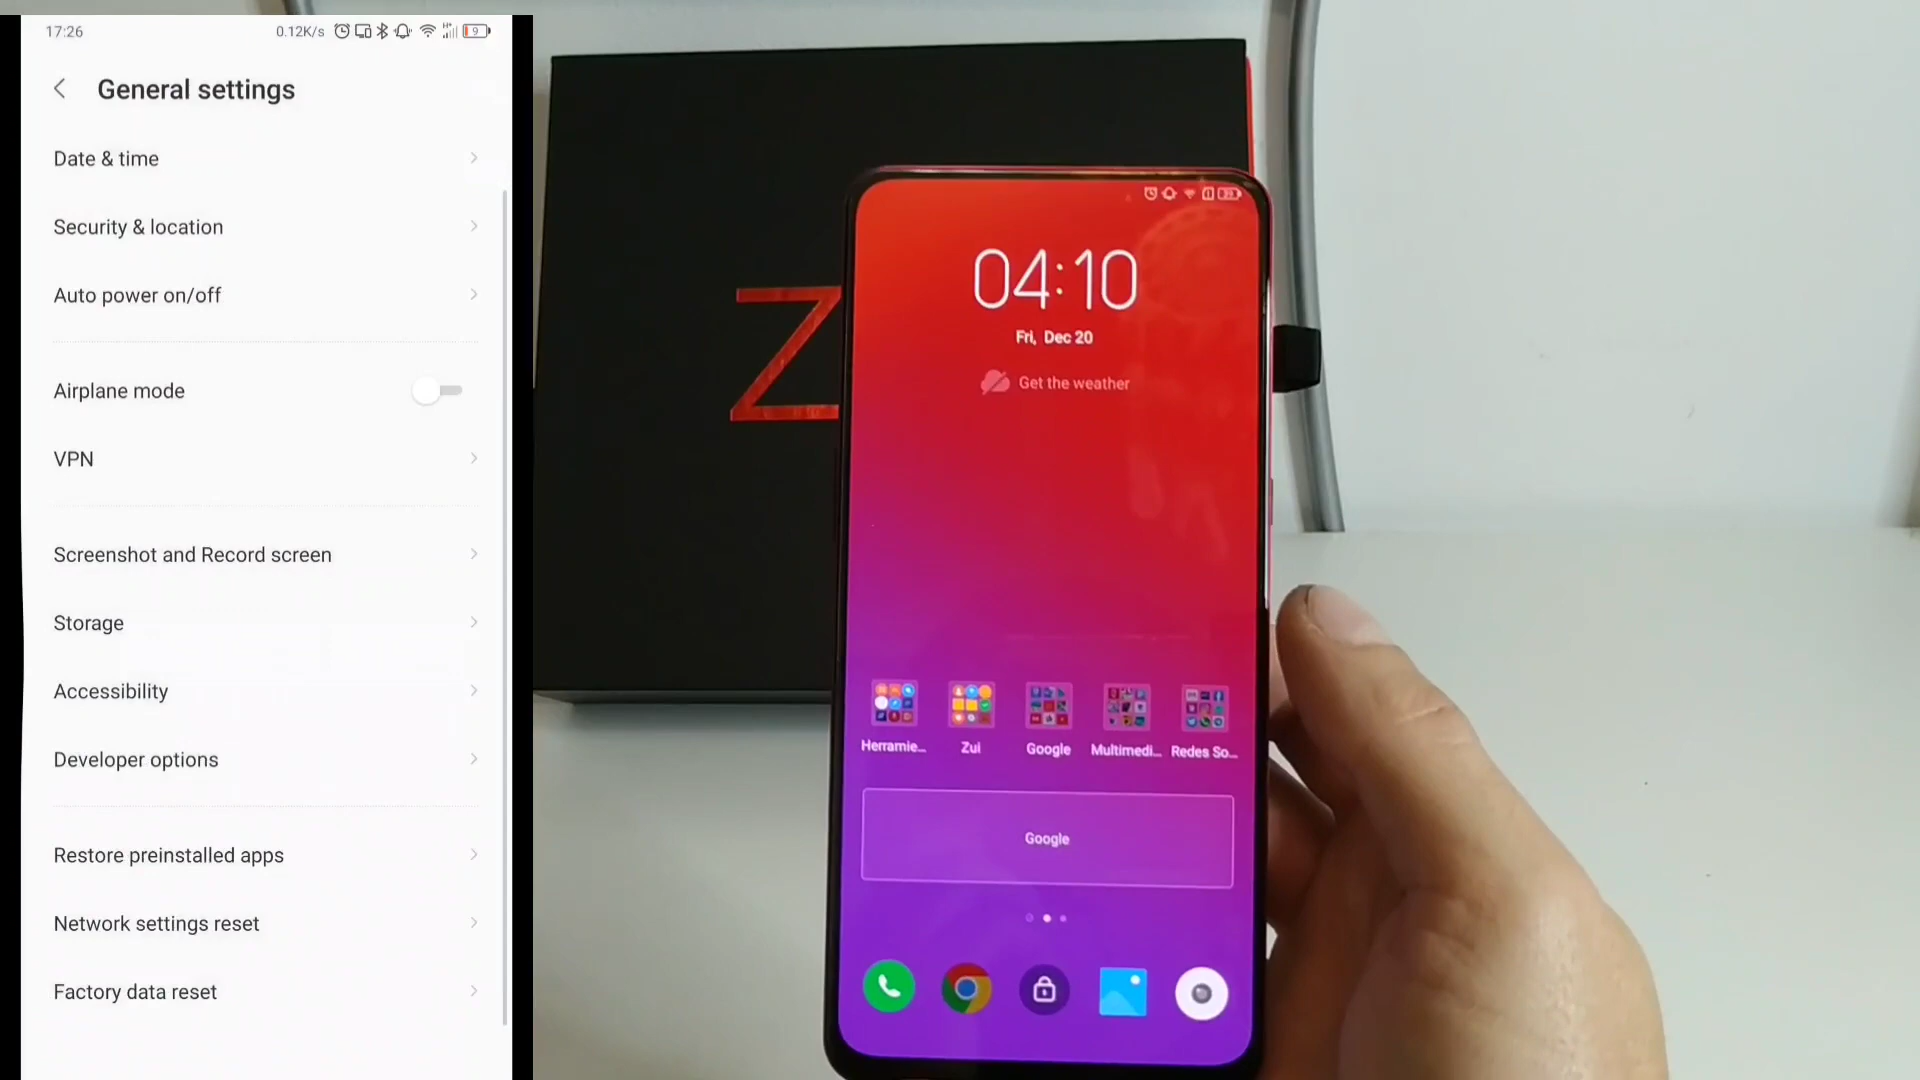 17:26
0.12K/s
9
General settings
Date & time
Security & location
Auto power on/off
Airplane mode
VPN
Screenshot and Record screen
Storage
Accessibility
Developer options
Restore preinstalled apps
Network settings reset
Factory data reset
Z
04:10
Fri, Dec 20
Get the weather
Herramie...
Zui
Google
Multimedi...
Redes So...
Google